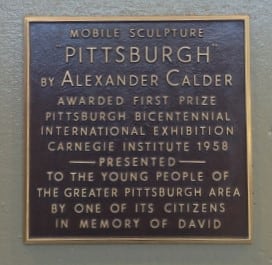 MOBILE SCULPTURE
"PITTSBURGH"
BY ALEXANDER CALDER
AWARDED FIRST PRIZE
PITTSBURGH BICENTENNIAL
INTERNATIONAL EXHIBITION
CARNEGIE INSTITUTE 1958
PRESENTED
TO THE YOUNG PEOPLE OF
THE GREATER PITTSBURGH AREA
BY ONE OF ITS CITIZENS
IN MEMORY OF DAVID